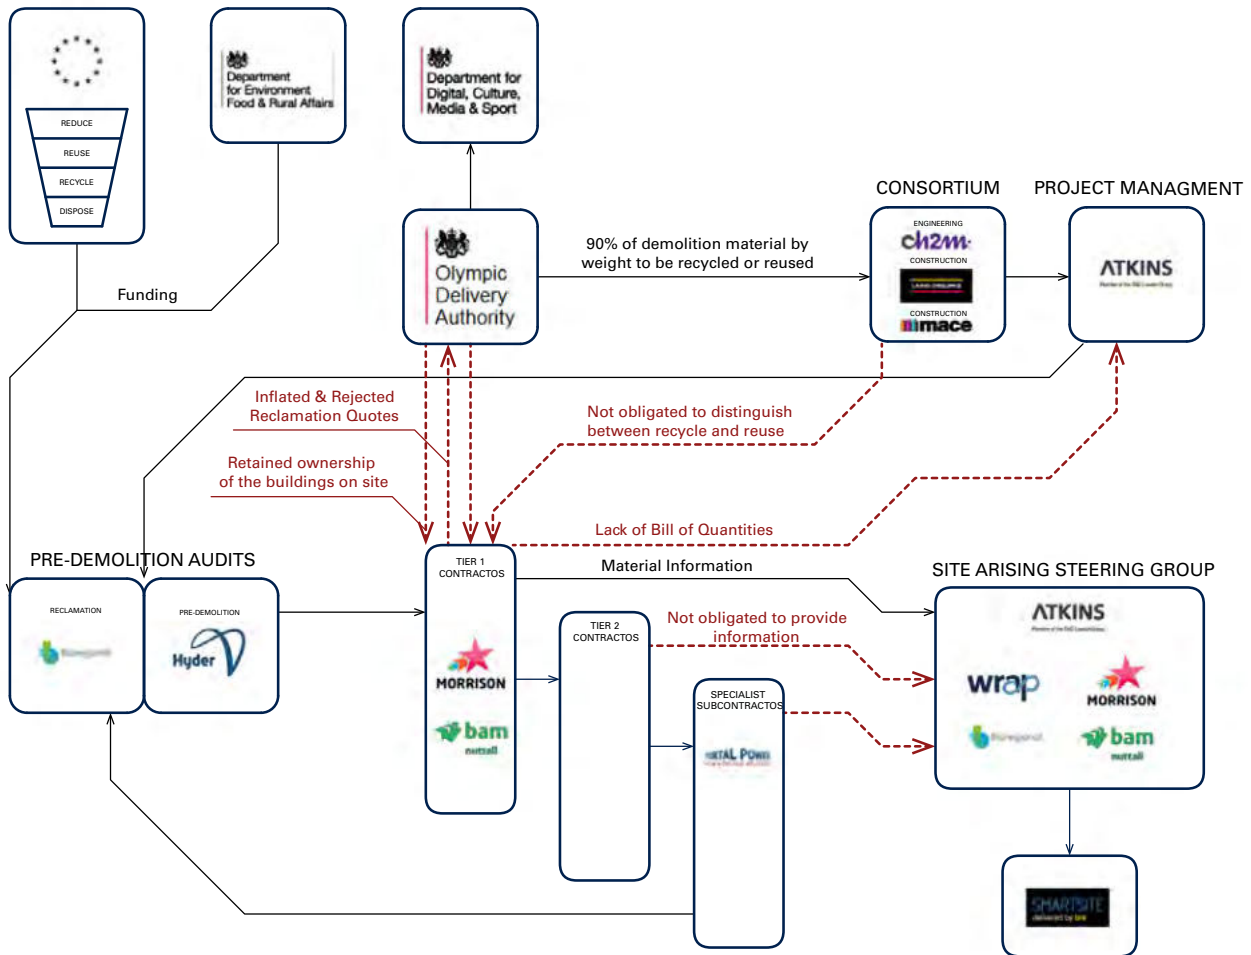 REDUCE
REUSE
RECYCLE
DISPOSE
Department
for Environment
Food & Rural Affairs
Department for
Digital, Culture,
Media & Sport
Funding
Olympic
Delivery
Authority
90% of demolition material by
weight to be recycled or reused
CONSORTIUM
ENGINEERING
ch2m
CONSTRUCTION
CONSTRUCTION
mace
PROJECT MANAGMENT
ATKINS
Inflated & Rejected
Reclamation Quotes
Retained ownership
of the buildings on site
Not obligated to distinguish
between recycle and reuse
Lack of Bill of Quantities
PRE-DEMOLITION AUDITS
RECLAMATION
Bioregional
PRE-DEMOLITION
Hyder
TIER 1
CONTRACTOS
MORRISON
bam
nuttall
Material Information
TIER 2
CONTRACTOS
Not obligated to provide
information
SPECIALIST
SUBCONTRACTOS
SITE ARISING STEERING GROUP
ATKINS
wrap
MORRISON
Bioregional
bam
nuttall
SMARTSITE
delivered by bre